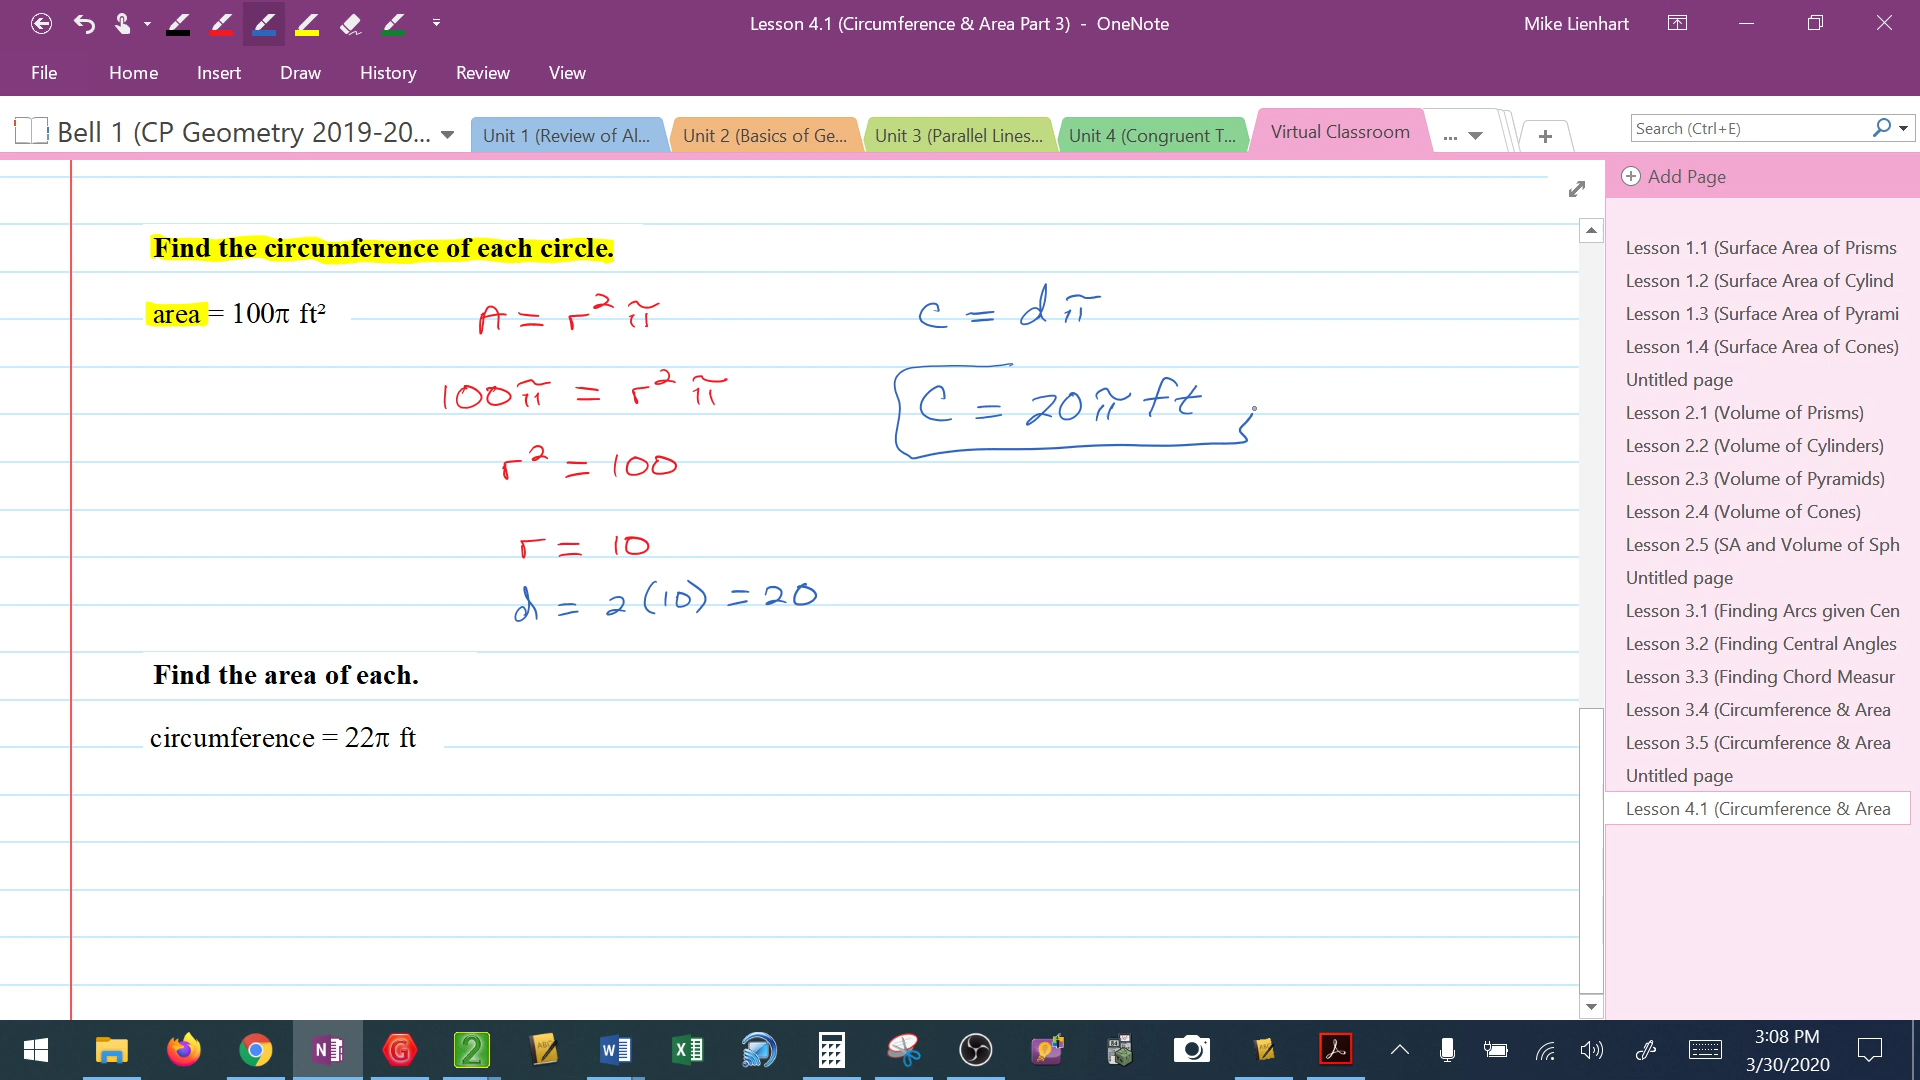 Lesson 4.1 (Circumference & Area Part 3) - OneNote
Mike Lienhart
File Home Insert Draw History Review View
Bell 1 (CP Geometry 2019-20...
Unit 1 (Review of Al...
Unit 2 (Basics of Ge...
Unit 3 (Parallel Lines...
Unit 4 (Congruent T...
Virtual Classroom
...
+
Search (Ctrl+E)
Find the circumference of each circle.
area = 100π ft²
A = r² π
100π = r² π
r² = 100
r = 10
d = 2(10) = 20
C = dπ
C = 20π ft
Find the area of each.
circumference = 22π ft
Add Page
Lesson 1.1 (Surface Area of Prisms
Lesson 1.2 (Surface Area of Cylind
Lesson 1.3 (Surface Area of Pyrami
Lesson 1.4 (Surface Area of Cones)
Untitled page
Lesson 2.1 (Volume of Prisms)
Lesson 2.2 (Volume of Cylinders)
Lesson 2.3 (Volume of Pyramids)
Lesson 2.4 (Volume of Cones)
Lesson 2.5 (SA and Volume of Sph
Untitled page
Lesson 3.1 (Finding Arcs given Cen
Lesson 3.2 (Finding Central Angles
Lesson 3.3 (Finding Chord Measur
Lesson 3.4 (Circumference & Area
Lesson 3.5 (Circumference & Area
Untitled page
Lesson 4.1 (Circumference & Area
3:08 PM
3/30/2020